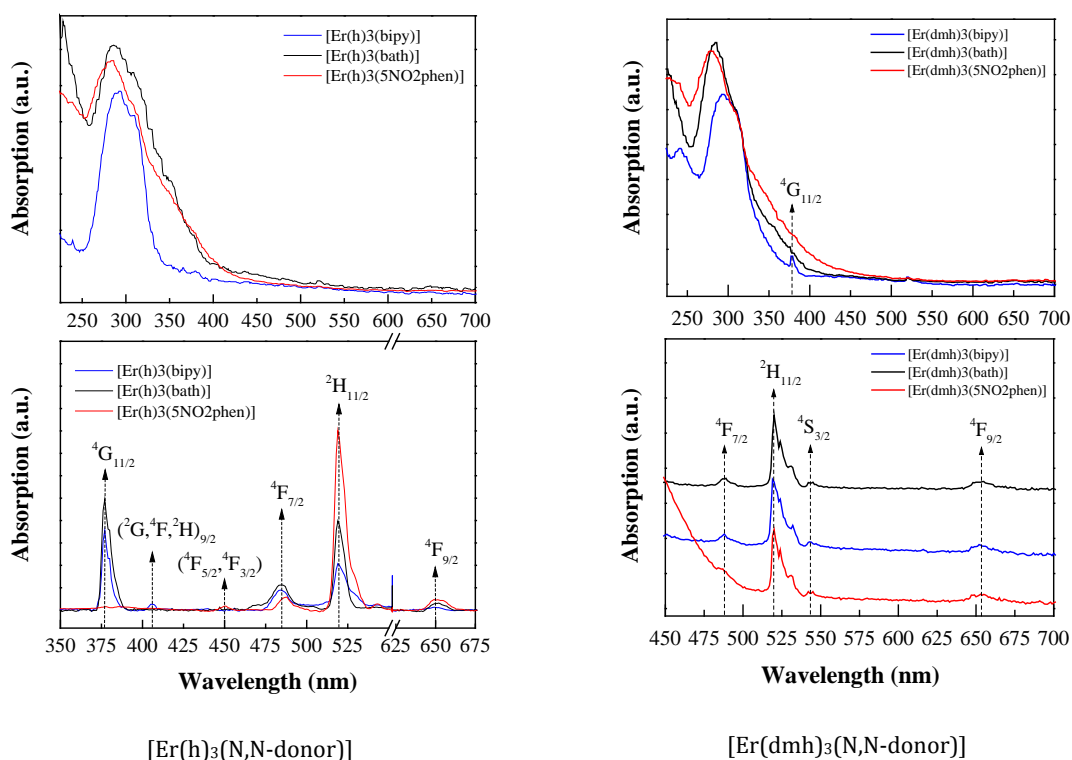 [Er(h)3(bipy)]
[Er(h)3(bath)]
[Er(h)3(5NO2phen)]
Absorption (a.u.)
250 300 350 400 450 500 550 600 650 700
[Er(h)3(bipy)]
[Er(h)3(bath)]
[Er(h)3(5NO2phen)]
²H₁₁/₂
⁴G₁₁/₂
(²G,⁴F,²H)₉/₂
(⁴F₅/₂,⁴F₃/₂)
⁴F₇/₂
⁴F₉/₂
Absorption (a.u.)
350 375 400 425 450 475 500 525 625 650 675
Wavelength (nm)
[Er(h)₃(N,N-donor)]
[Er(dmh)3(bipy)]
[Er(dmh)3(bath)]
[Er(dmh)3(5NO2phen)]
⁴G₁₁/₂
Absorption (a.u.)
250 300 350 400 450 500 550 600 650 700
[Er(dmh)3(bipy)]
[Er(dmh)3(bath)]
[Er(dmh)3(5NO2phen)]
²H₁₁/₂
⁴F₇/₂
⁴S₃/₂
⁴F₉/₂
Absorption (a.u.)
450 475 500 525 550 575 600 625 650 675 700
Wavelength (nm)
[Er(dmh)₃(N,N-donor)]